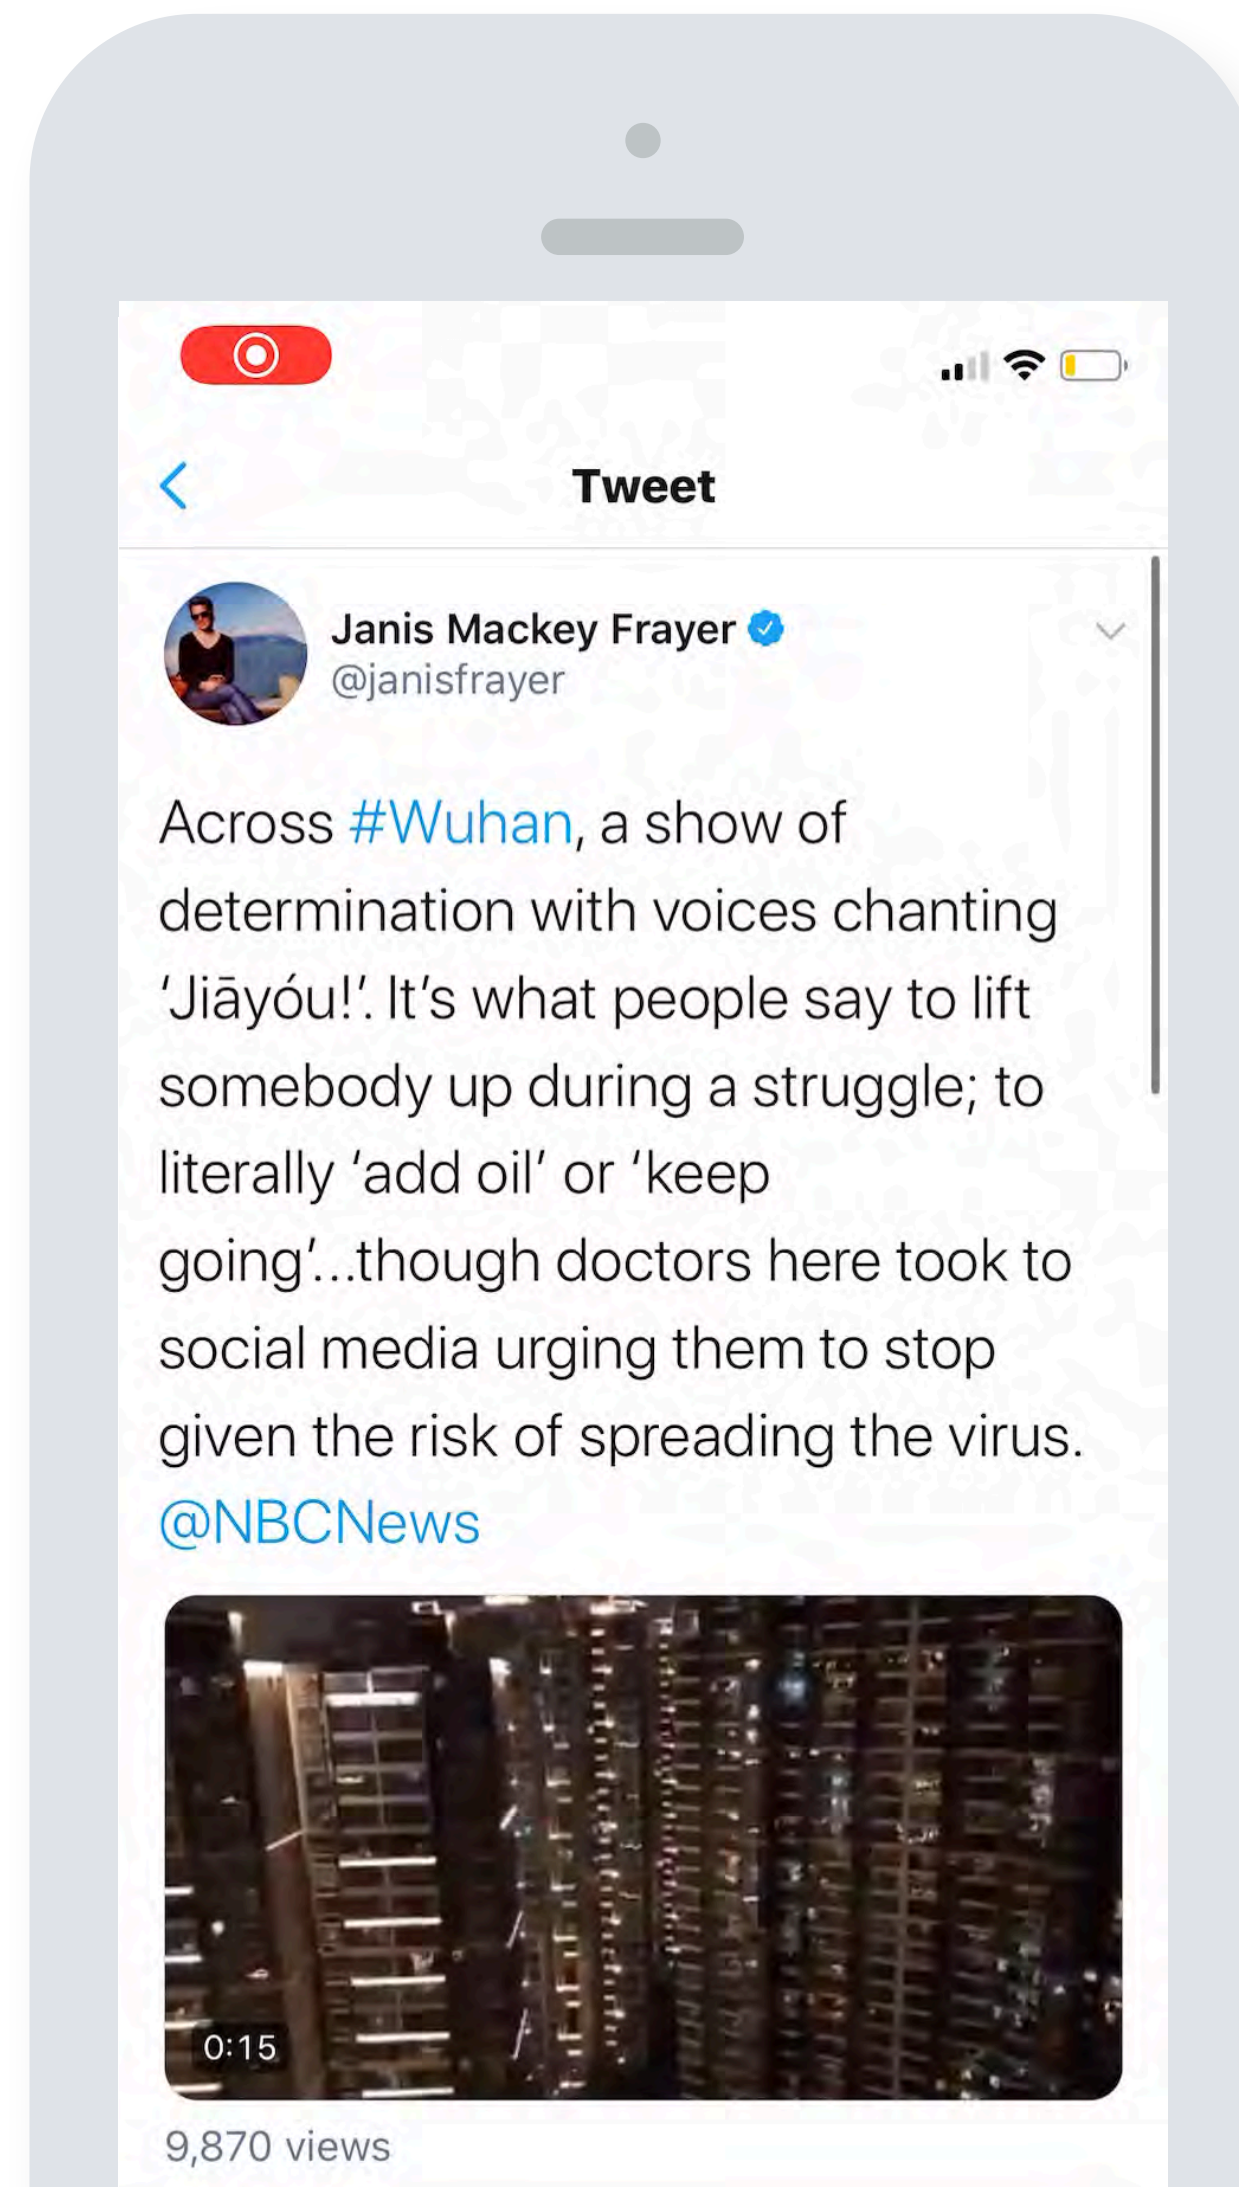 Tweet
Janis Mackey Frayer
@janisfrayer
Across #Wuhan, a show of
determination with voices chanting
‘Jiāyóu!’. It’s what people say to lift
somebody up during a struggle; to
literally ‘add oil’ or ‘keep
going’...though doctors here took to
social media urging them to stop
given the risk of spreading the virus.
@NBCNews
0:15
9,870 views